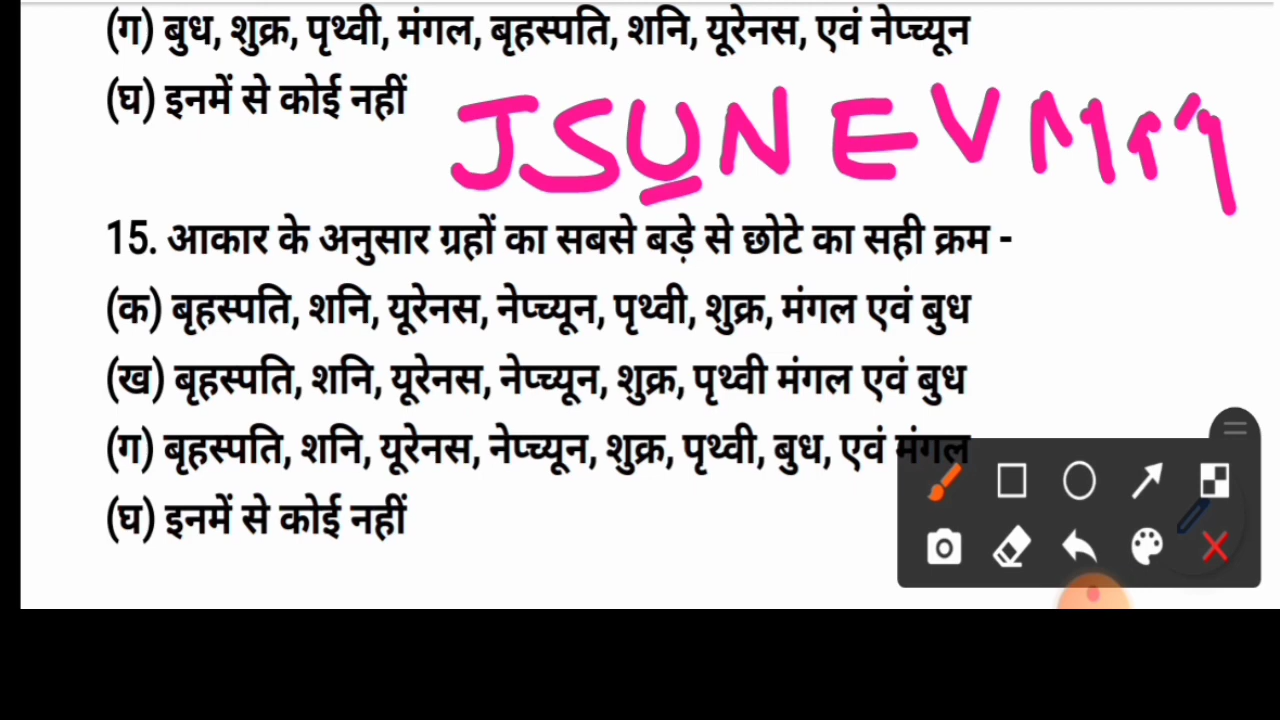 (ग) बुध, शुक्र, पृथ्वी, मंगल, बृहस्पति, शनि, यूरेनस, एवं नेप्च्यून
(घ) इनमें से कोई नहीं
JSUNEVM
15. आकार के अनुसार ग्रहों का सबसे बड़े से छोटे का सही क्रम -
(क) बृहस्पति, शनि, यूरेनस, नेप्च्यून, पृथ्वी, शुक्र, मंगल एवं बुध
(ख) बृहस्पति, शनि, यूरेनस, नेप्च्यून, शुक्र, पृथ्वी मंगल एवं बुध
(ग) बृहस्पति, शनि, यूरेनस, नेप्च्यून, शुक्र, पृथ्वी, बुध, एवं मंगल
(घ) इनमें से कोई नहीं